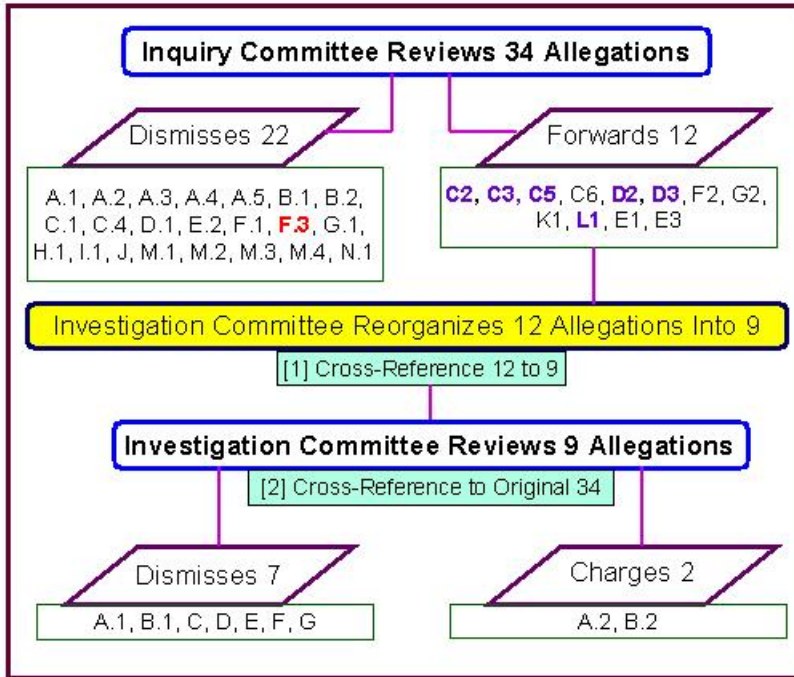 Inquiry Committee Reviews 34 Allegations
Dismisses 22
A.1, A.2, A.3, A.4, A.5, B.1, B.2,
C.1, C.4, D.1, E.2, F.1, F.3, G.1,
H.1, I.1, J, M.1, M.2, M.3, M.4, N.1
Forwards 12
C2, C3, C5, C6, D2, D3, F2, G2,
K1, L1, E1, E3
Investigation Committee Reorganizes 12 Allegations Into 9
[1] Cross-Reference 12 to 9
Investigation Committee Reviews 9 Allegations
[2] Cross-Reference to Original 34
Dismisses 7
A.1, B.1, C, D, E, F, G
Charges 2
A.2, B.2